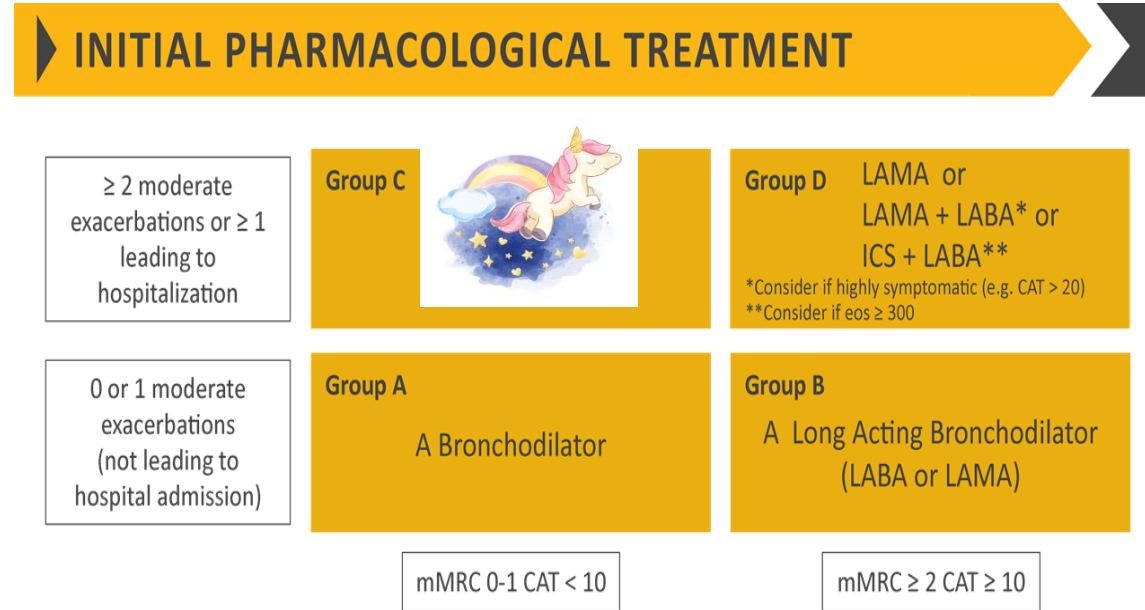 INITIAL PHARMACOLOGICAL TREATMENT
≥ 2 moderate
exacerbations or ≥ 1
leading to
hospitalization
Group C
Group D
LAMA or
LAMA + LABA* or
ICS + LABA**
*Consider if highly symptomatic (e.g. CAT > 20)
**Consider if eos ≥ 300
0 or 1 moderate
exacerbations
(not leading to
hospital admission)
Group A
A Bronchodilator
Group B
A Long Acting Bronchodilator
(LABA or LAMA)
mMRC 0-1 CAT < 10
mMRC ≥ 2 CAT ≥ 10